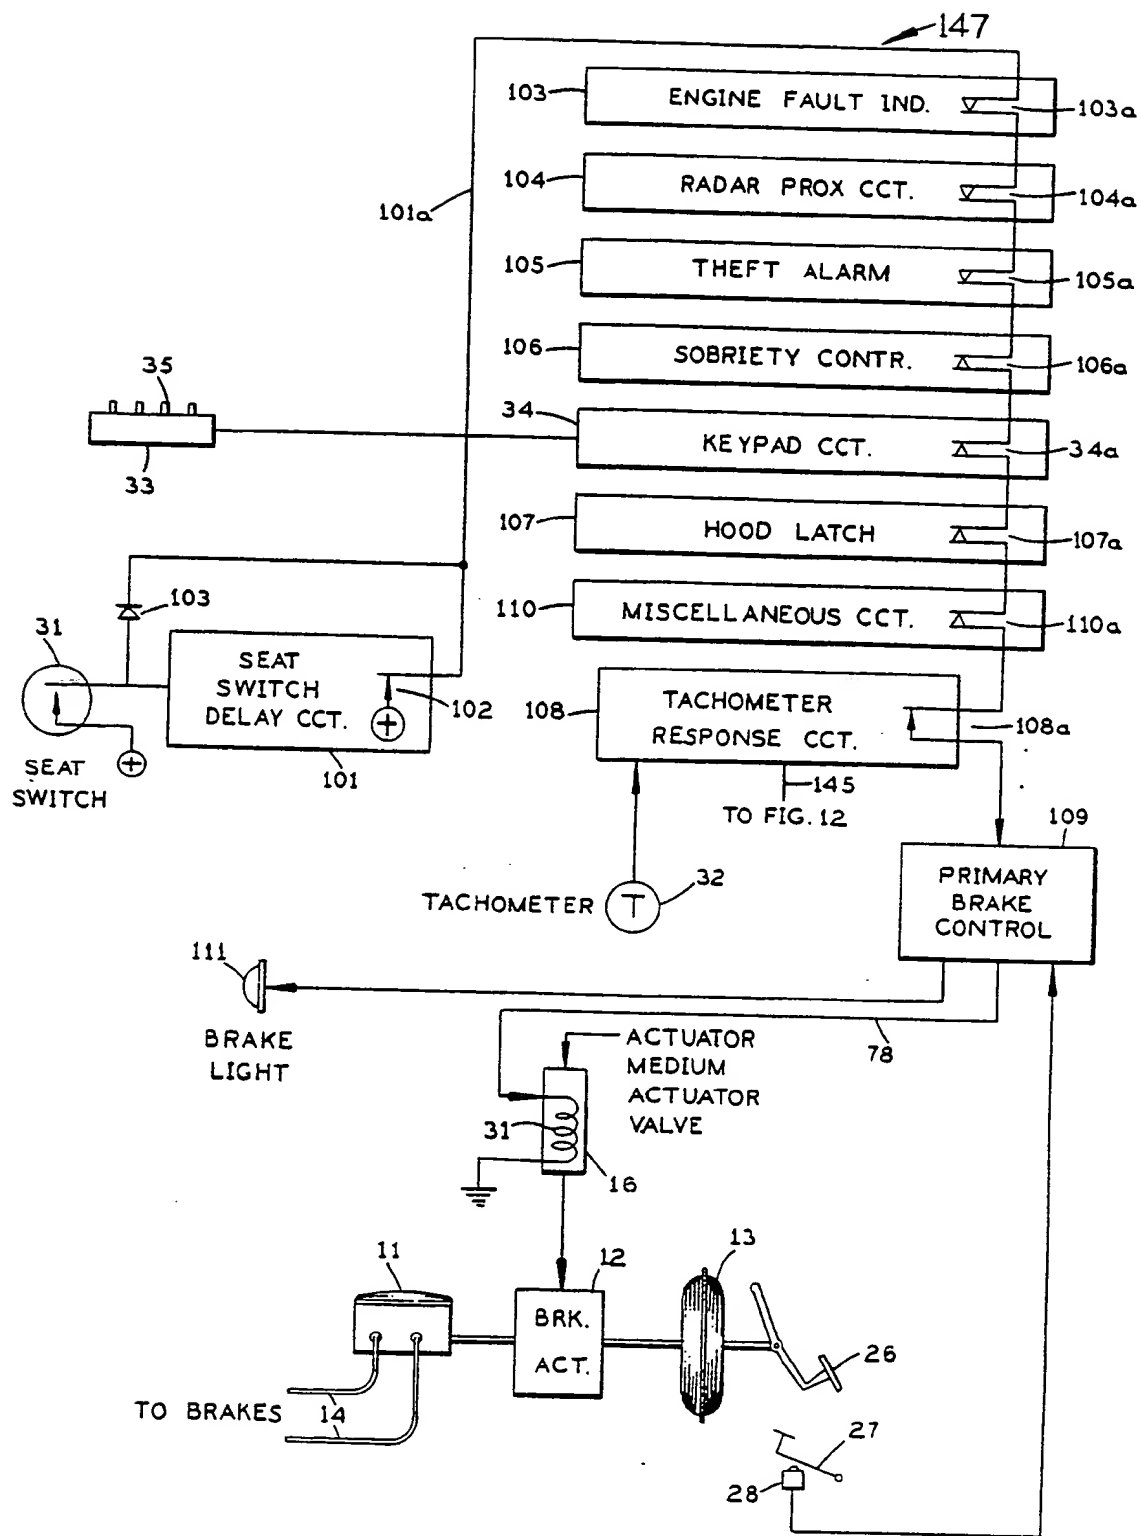 147
103 ENGINE FAULT IND. 103a
104 RADAR PROX CCT. 104a
101a
105 THEFT ALARM 105a
106 SOBRIETY CONTR. 106a
35
34 KEYPAD CCT. 34a
33
107 HOOD LATCH 107a
103
110 MISCELLANEOUS CCT. 110a
31
SEAT
SWITCH
DELAY CCT.
102
101
SEAT
SWITCH
108 TACHOMETER
RESPONSE CCT.
108a
145
TO FIG. 12
109
PRIMARY
BRAKE
CONTROL
TACHOMETER T 32
111
BRAKE
LIGHT
78
ACTUATOR
MEDIUM
ACTUATOR
VALVE
31
16
11
12
13
BRK.
ACT.
26
TO BRAKES 14
27
28